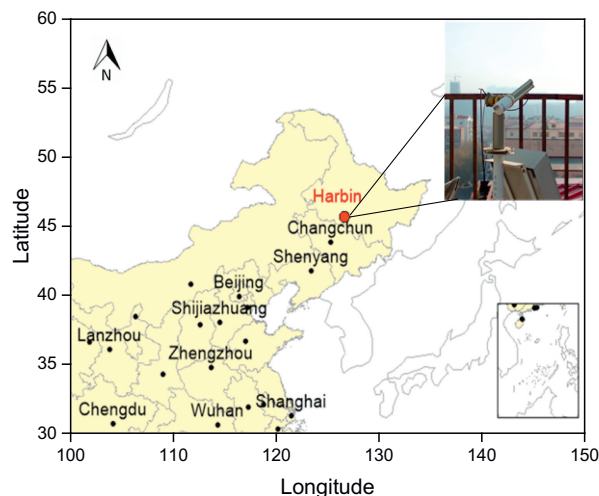 60
55
50
45
40
35
30
Latitude
N
Harbin
Changchun
Shenyang
Beijing
Shijiazhuang
Lanzhou
Zhengzhou
Chengdu
Wuhan
Shanghai
100
110
120
130
140
150
Longitude